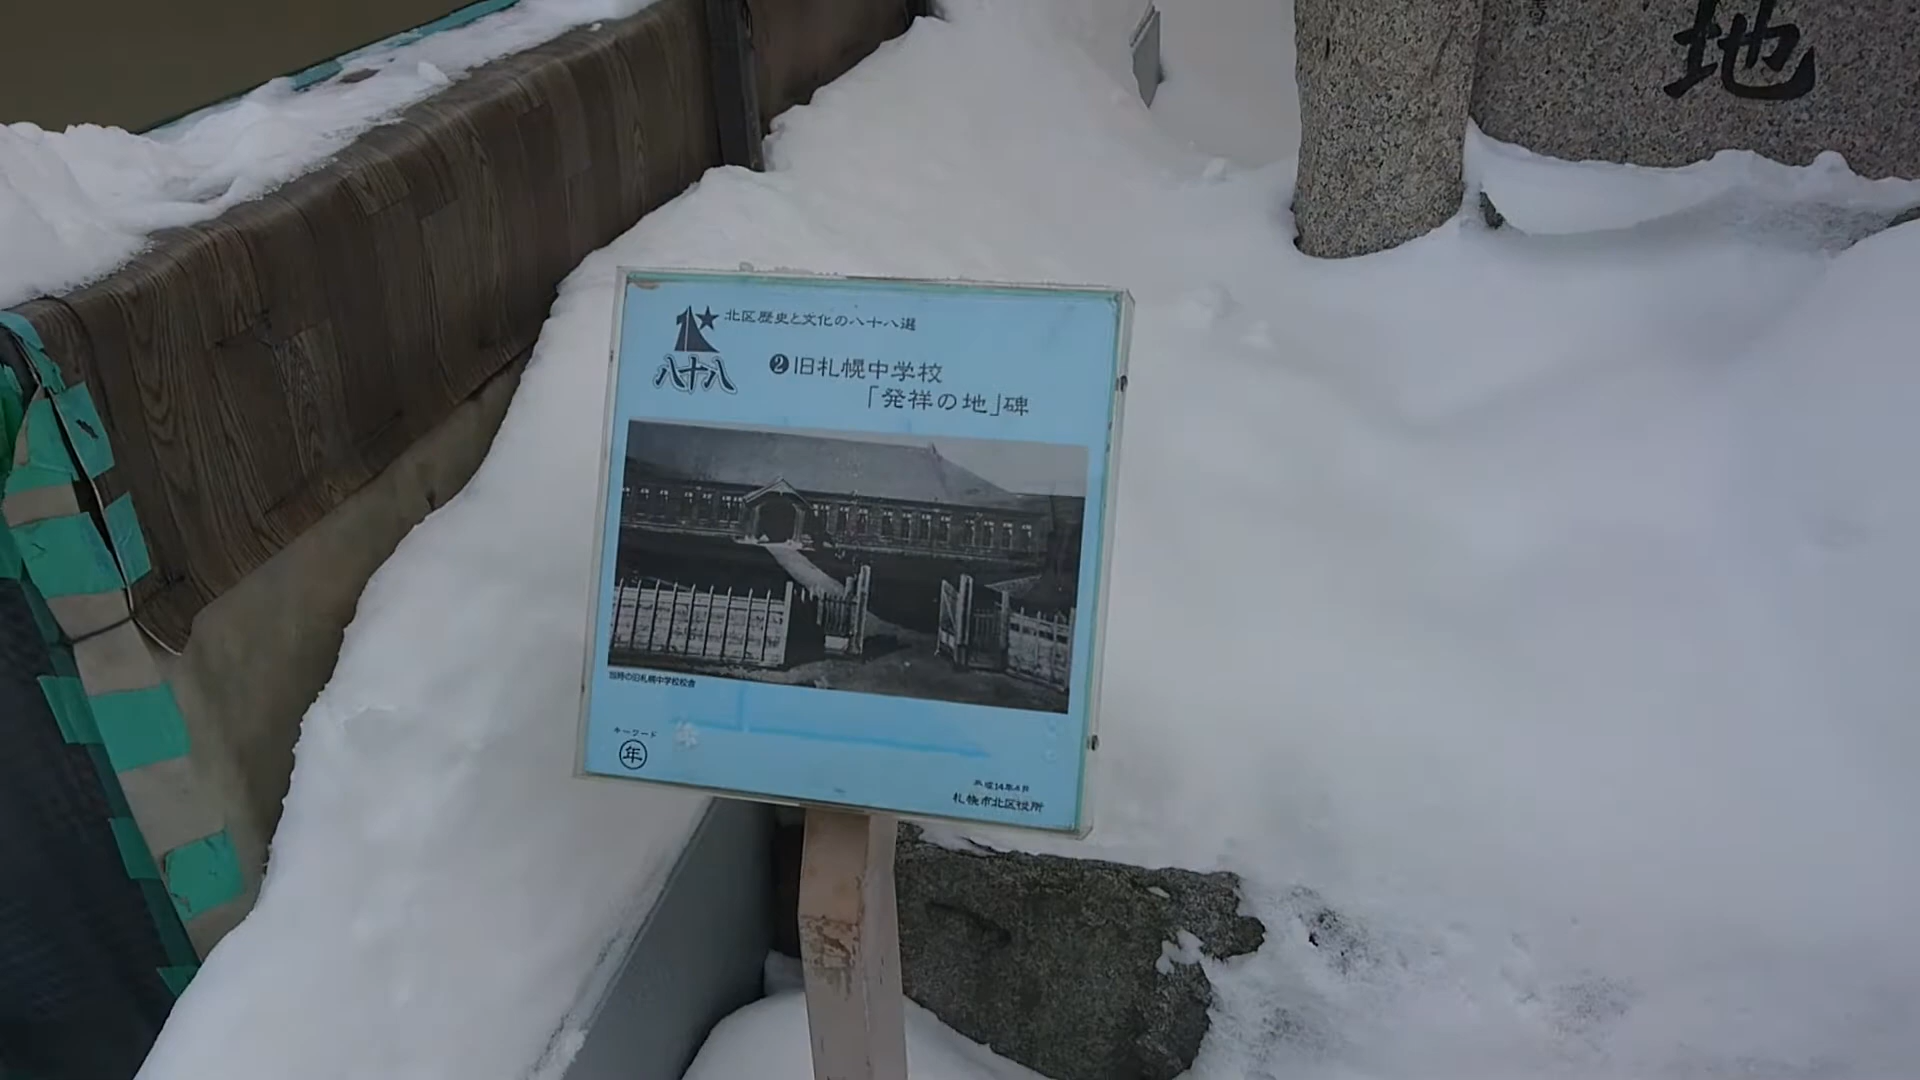 地
北区歴史と文化の八十八選
八十八
❷旧札幌中学校
「発祥の地」碑
当時の旧札幌中学校校舎
キーワード
年
平成14年4月
札幌市北区役所